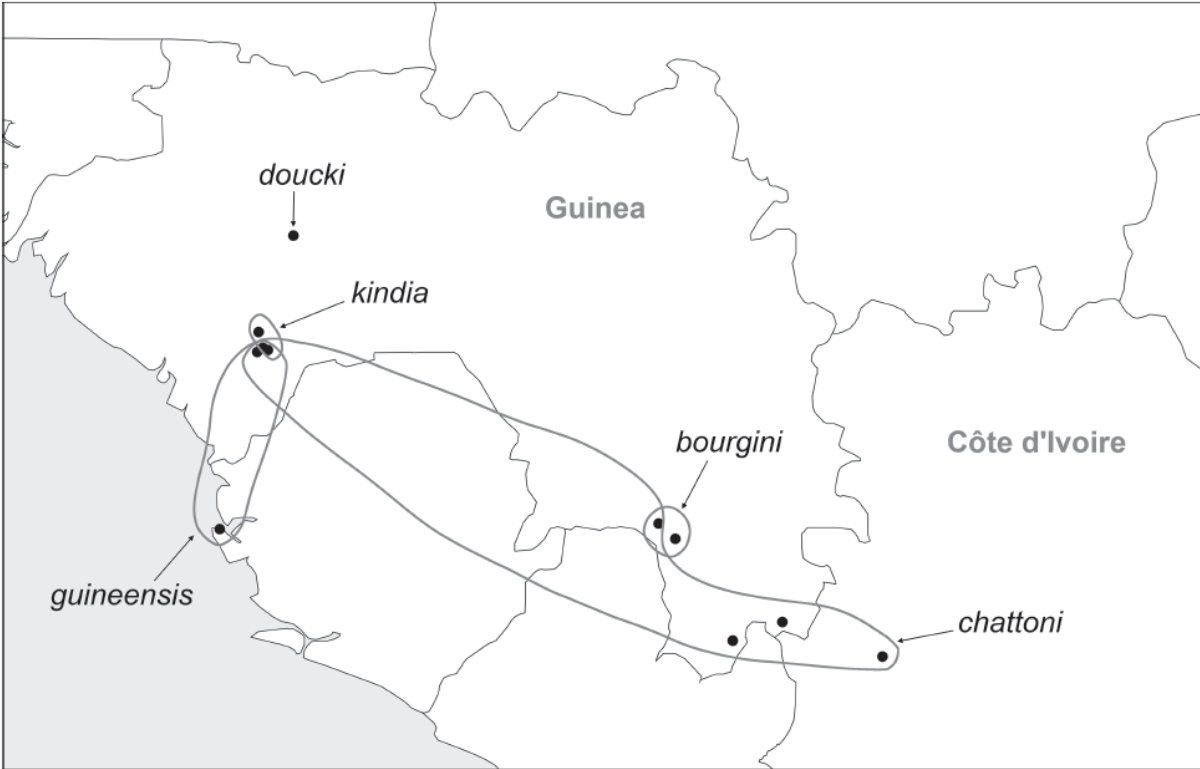 doucki
Guinea
kindia
bourgini
Côte d'Ivoire
guineensis
chattoni